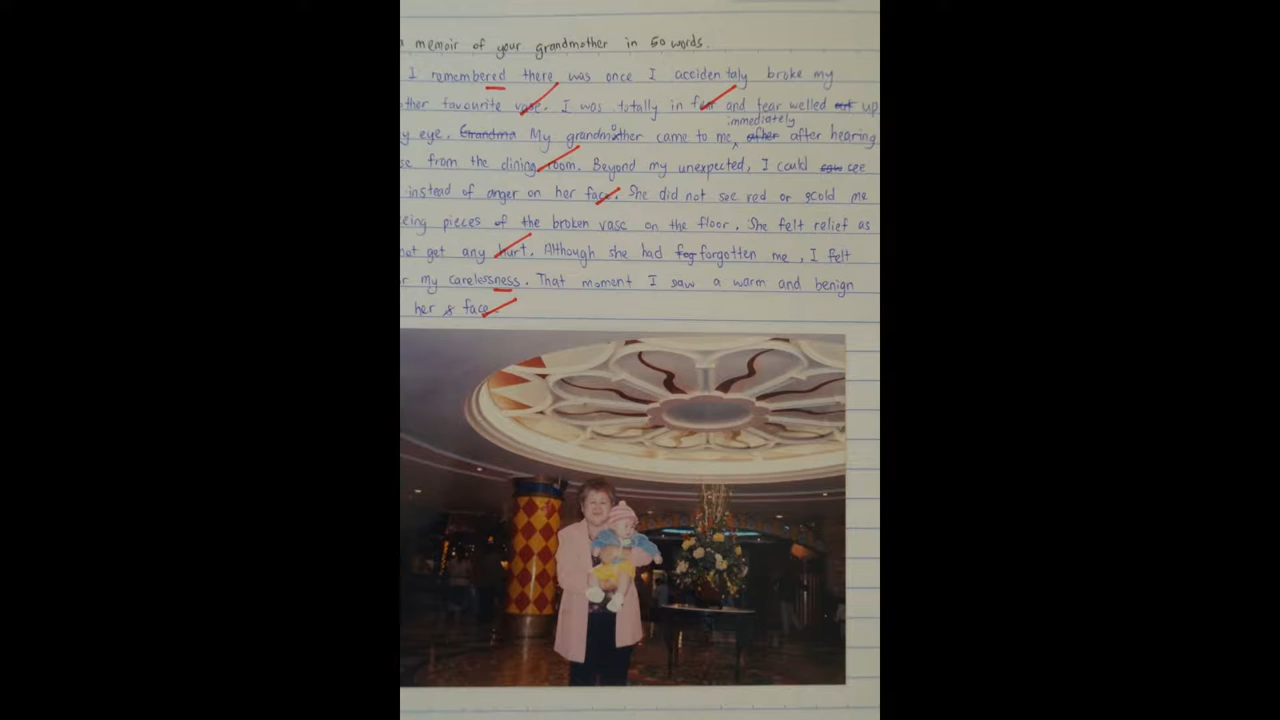 memoir of your grandmother in 50 words.
I remembered there was once I accidentaly broke my
ther favourite vase. I was totally in fear and tear welled out up
y eye. Grandma My grandmother came to me, after immediately after hearing
se from the dining room. Beyond my unexpected, I could saw see
instead of anger on her face. She did not see red or scold me
eing pieces of the broken vase on the floor. She felt relief as
not get any hurt. Although she had fog forgotten me, I felt
r my carelessness. That moment I saw a warm and benign
her face.